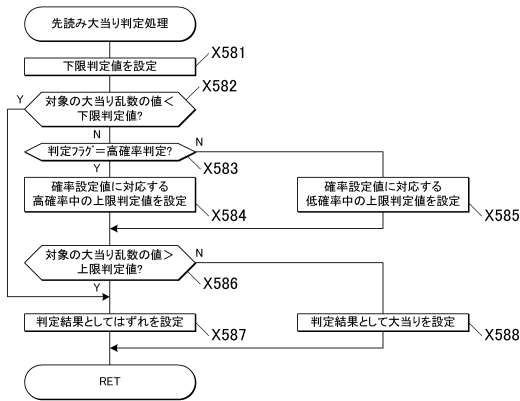 先読み大当り判定処理
X581
下限判定値を設定
X582
Y
対象の大当り乱数の値＜
下限判定値?
N
判定フラグ=高確率判定?
N
X583
Y
確率設定値に対応する
高確率中の上限判定値を設定
X584
確率設定値に対応する
低確率中の上限判定値を設定
X585
対象の大当り乱数の値＞
上限判定値?
N
X586
Y
判定結果としてはずれを設定
X587
判定結果として大当りを設定
X588
RET